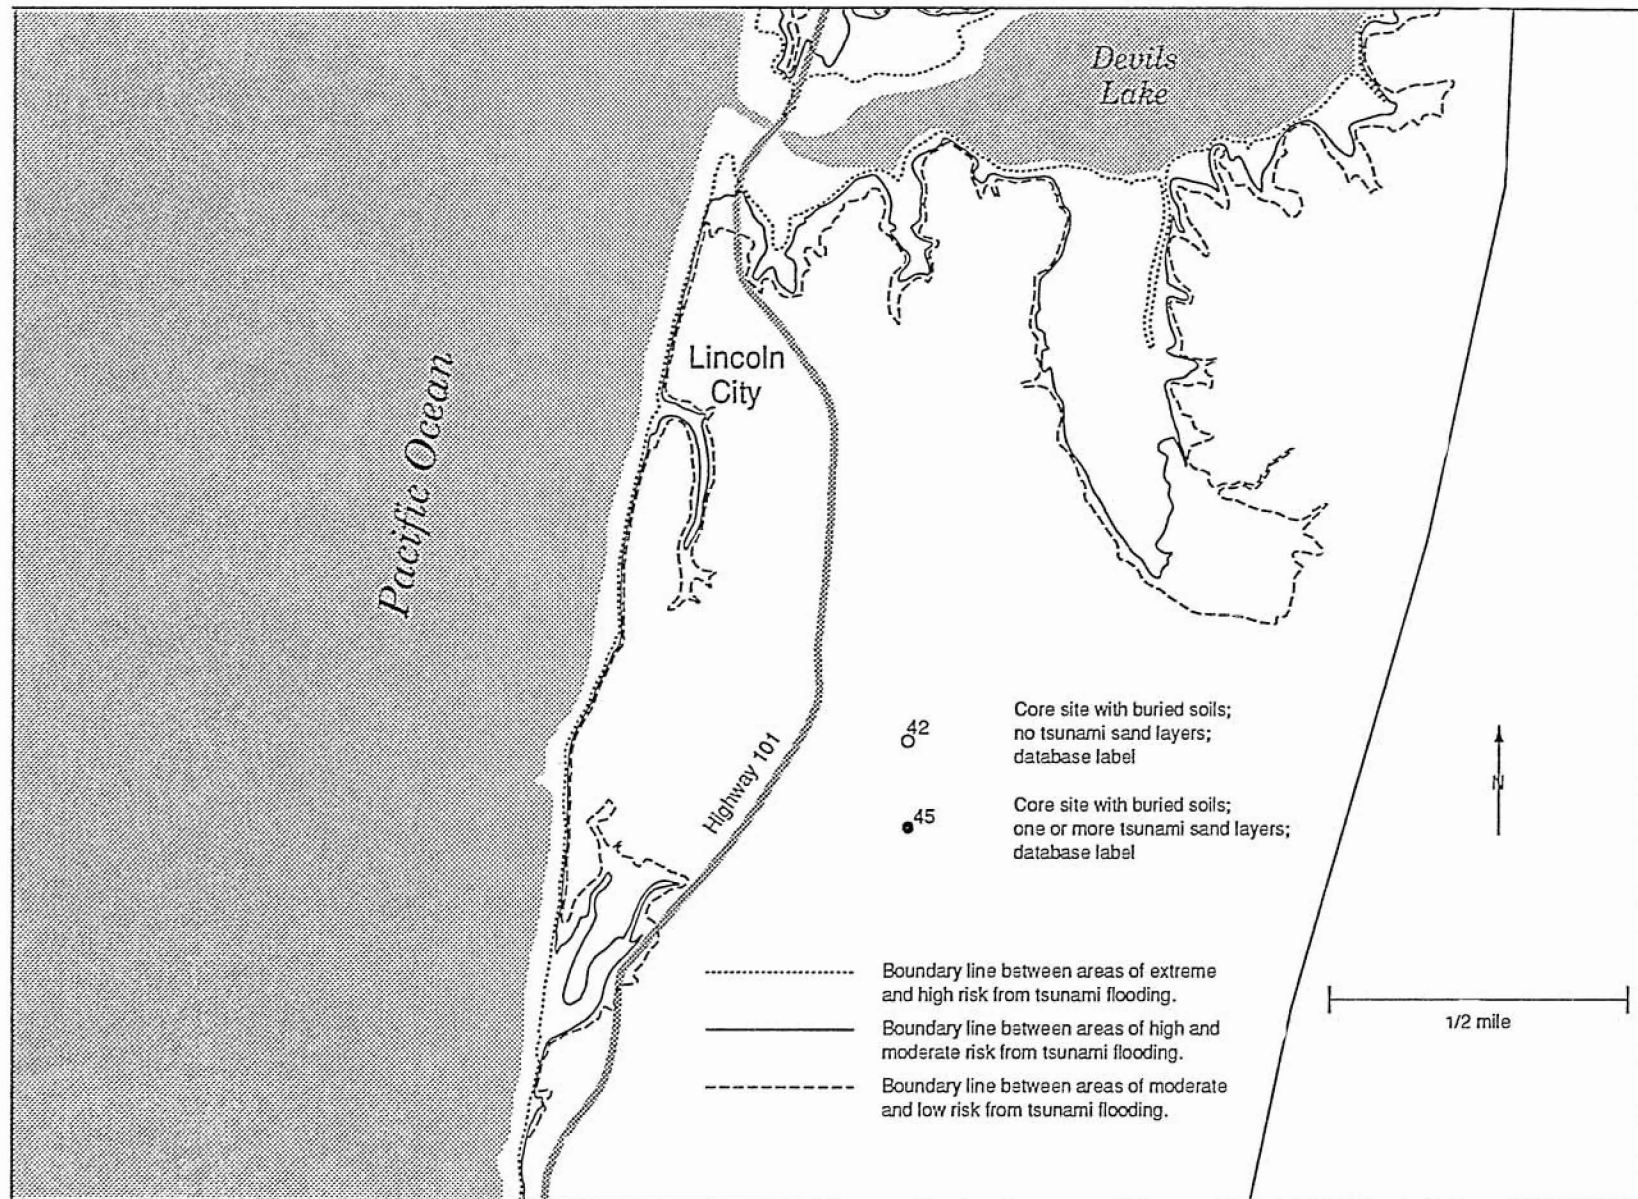 Devils
Lake
Lincoln
City
Pacific Ocean
Highway 101
42
Core site with buried soils;
no tsunami sand layers;
database label
45
Core site with buried soils;
one or more tsunami sand layers;
database label
N
Boundary line between areas of extreme
and high risk from tsunami flooding.
1/2 mile
Boundary line between areas of high and
moderate risk from tsunami flooding.
Boundary line between areas of moderate
and low risk from tsunami flooding.